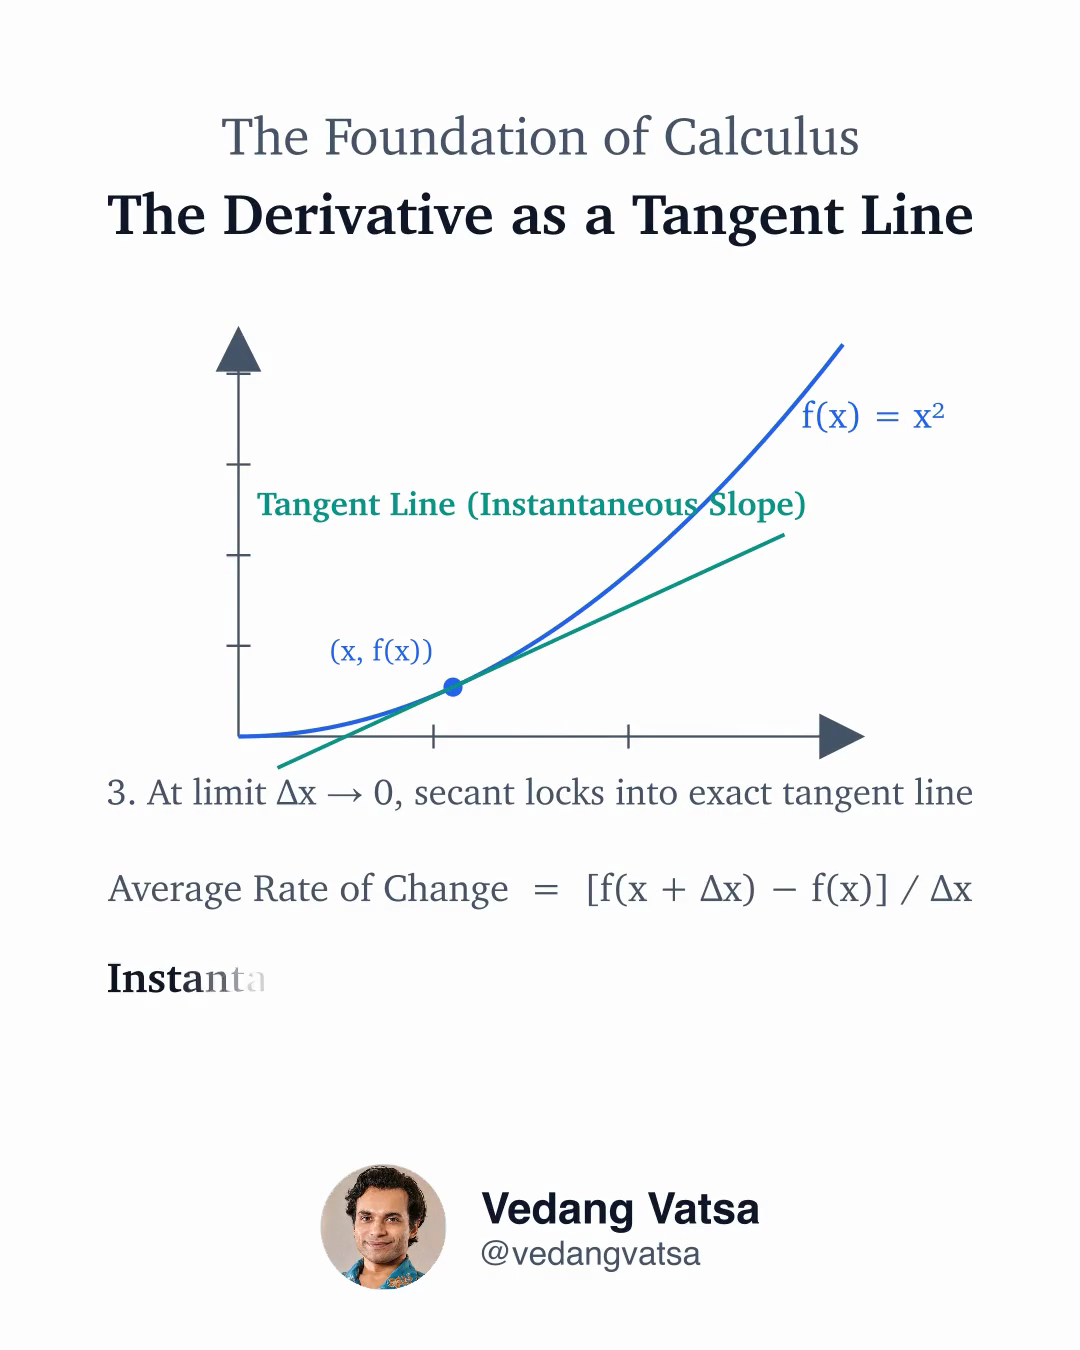 The Foundation of Calculus
The Derivative as a Tangent Line
f(x) = x²
Tangent Line (Instantaneous Slope)
(x, f(x))
3. At limit Δx → 0, secant locks into exact tangent line
Average Rate of Change = [f(x + Δx) − f(x)] / Δx
Instanta
Vedang Vatsa
@vedangvatsa